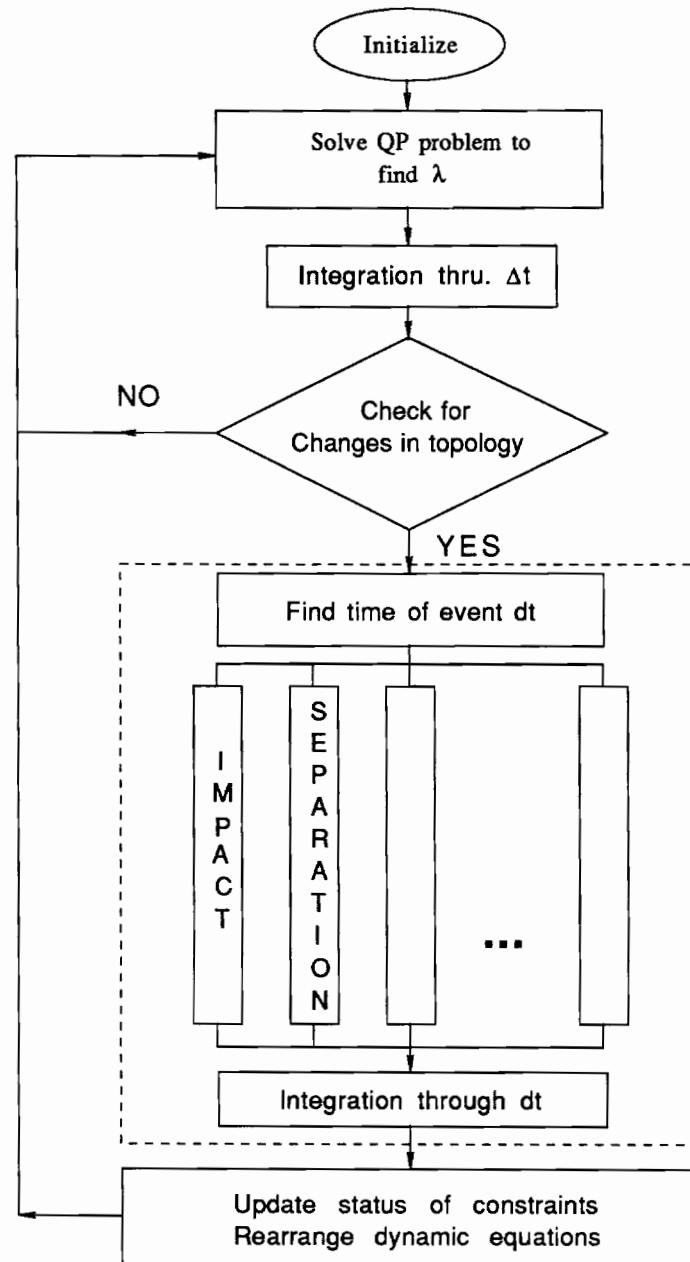 Initialize
Solve QP problem to
find λ
Integration thru. Δt
NO
Check for
Changes in topology
YES
Find time of event dt
IMPACT
SEPARATION
...
Integration through dt
Update status of constraints
Rearrange dynamic equations